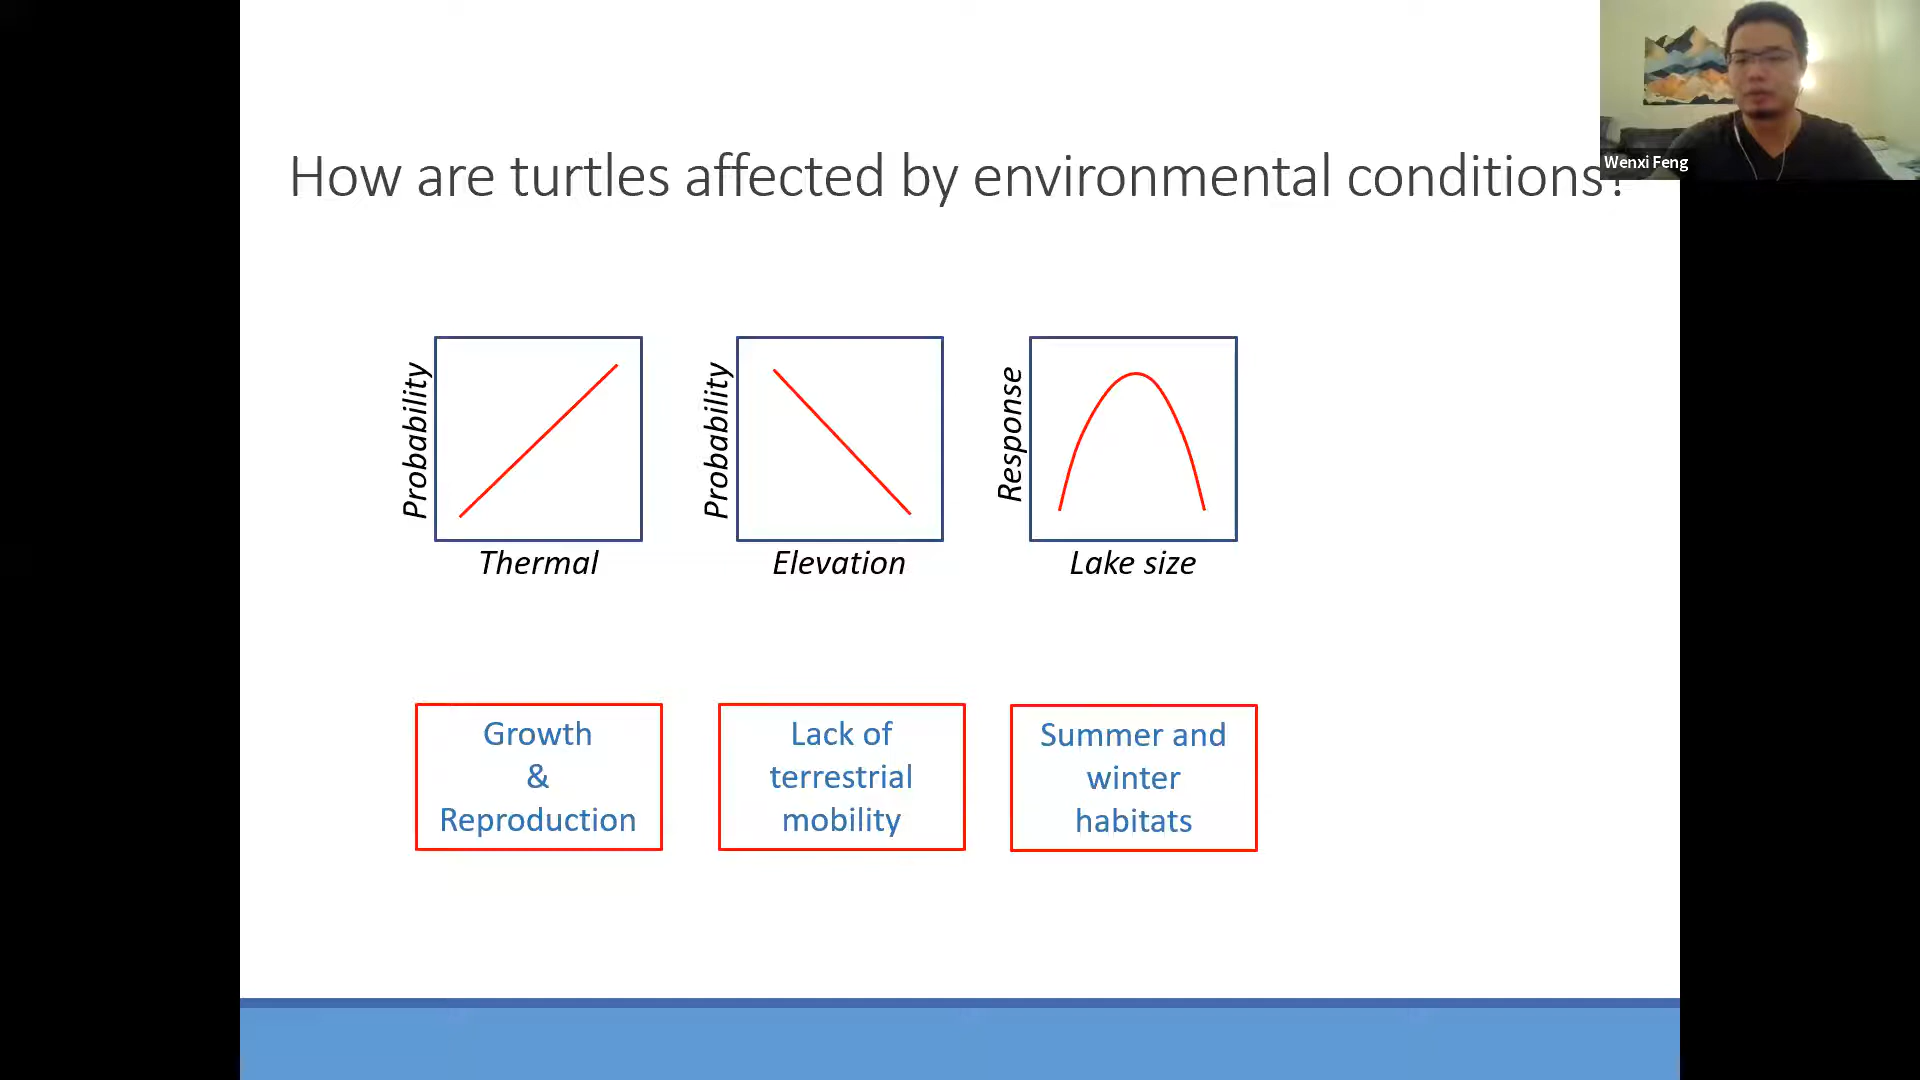 How are turtles affected by environmental conditions?
Wenxi Feng
Probability
Thermal
Probability
Elevation
Response
Lake size
Growth
&
Reproduction
Lack of
terrestrial
mobility
Summer and
winter
habitats